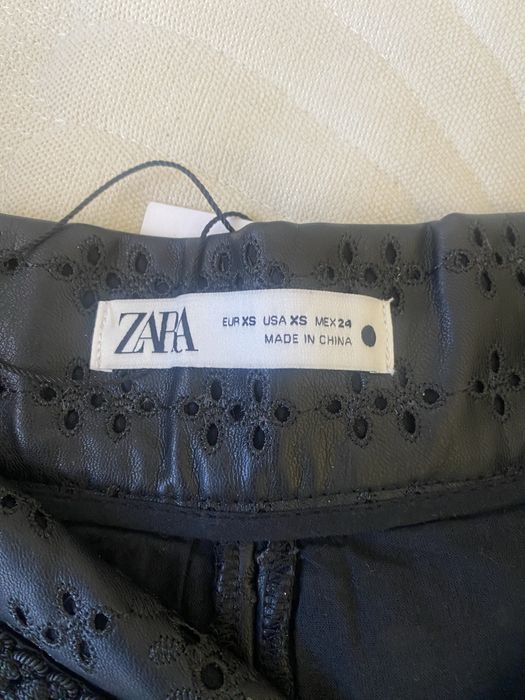 ZARA
EUR XS USA XS MEX 24
MADE IN CHINA